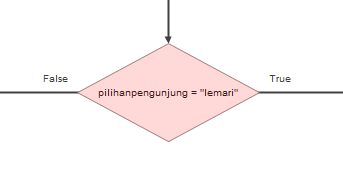 False
True
pilihanpengunjung = "lemari"